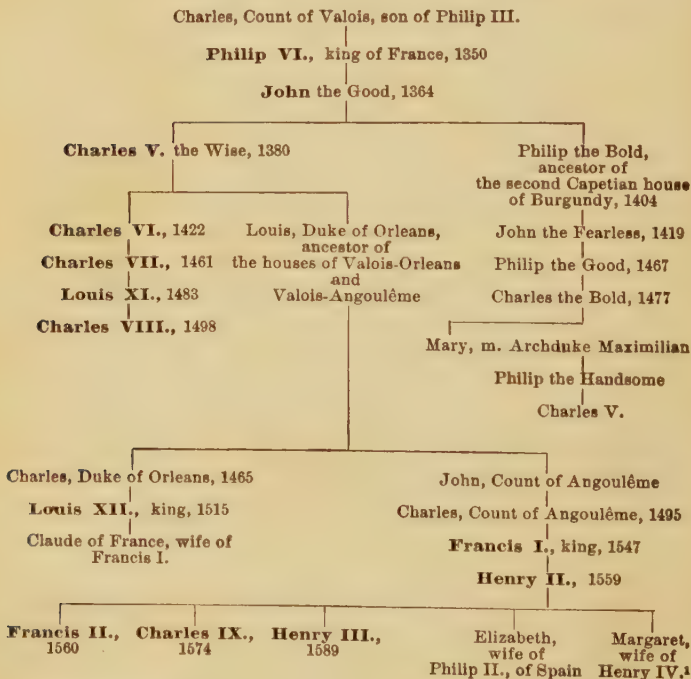 Charles, Count of Valois, son of Philip III.
Philip VI., king of France, 1350
John the Good, 1364
Charles V. the Wise, 1380
Philip the Bold,
ancestor of
the second Capetian house
of Burgundy, 1404
Charles VI., 1422
Charles VII., 1461
Louis XI., 1483
Charles VIII., 1498
Louis, Duke of Orleans,
ancestor of
the houses of Valois-Orleans
and
Valois-Angoulême
John the Fearless, 1419
Philip the Good, 1467
Charles the Bold, 1477
Mary, m. Archduke Maximilian
Philip the Handsome
Charles V.
Charles, Duke of Orleans, 1465
Louis XII., king, 1515
Claude of France, wife of
Francis I.
John, Count of Angoulême
Charles, Count of Angoulême, 1495
Francis I., king, 1547
Henry II., 1559
Francis II.,
1560
Charles IX.,
1574
Henry III.,
1589
Elizabeth,
wife of
Philip II., of Spain
Margaret,
wife of
Henry IV.¹